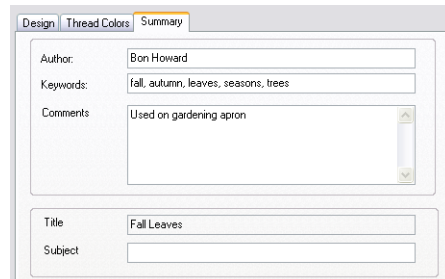 Design Thread Colors Summary
Author: Bon Howard
Keywords: fall, autumn, leaves, seasons, trees
Comments Used on gardening apron
Title Fall Leaves
Subject